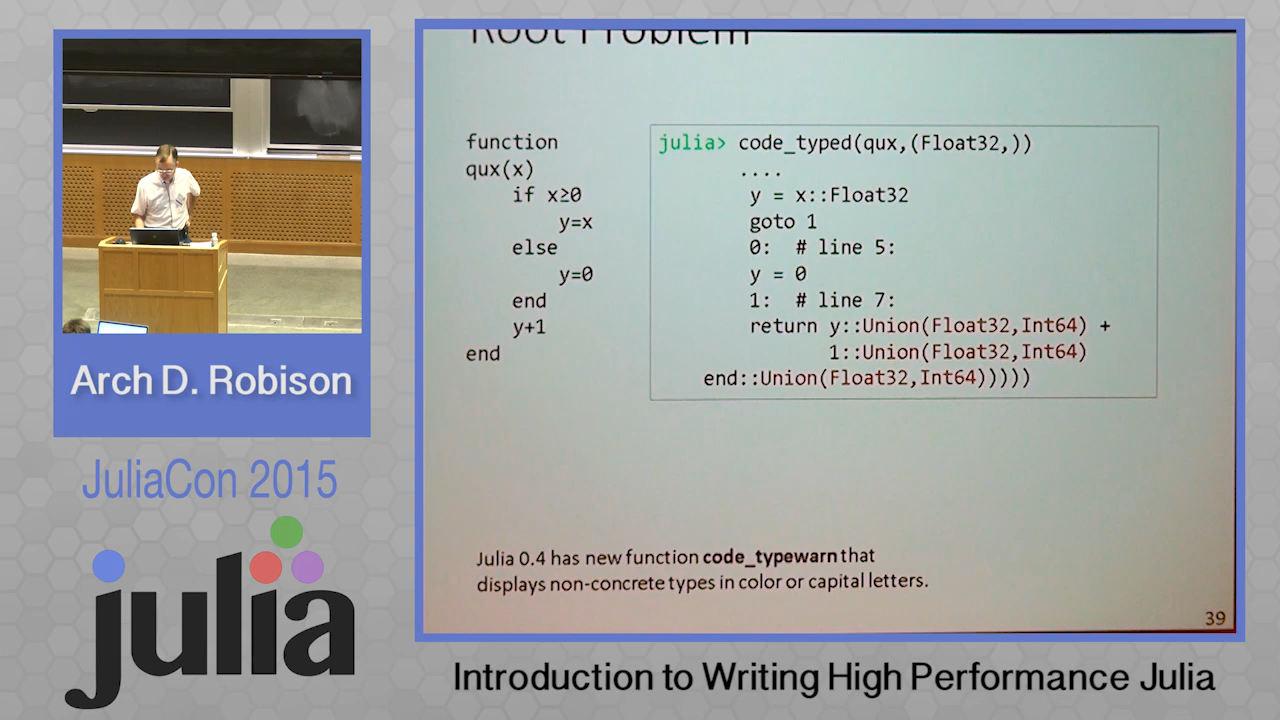 Root Problem
function
qux(x)
if x≥0
y=x
else
y=0
end
y+1
end
julia> code_typed(qux,(Float32,))
....
y = x::Float32
goto 1
0: # line 5:
y = 0
1: # line 7:
return y::Union(Float32,Int64) +
1::Union(Float32,Int64)
end::Union(Float32,Int64)))))
Julia 0.4 has new function code_typewarn that
displays non-concrete types in color or capital letters.
39
Arch D. Robison
JuliaCon 2015
julia
Introduction to Writing High Performance Julia